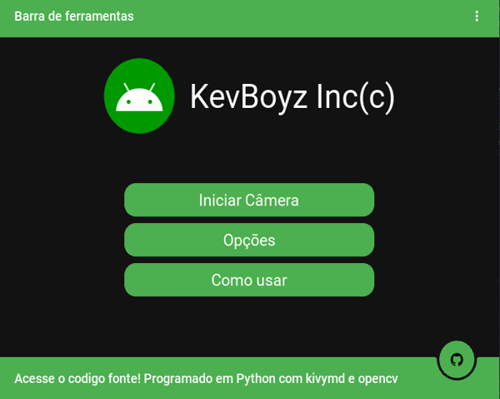 Barra de ferramentas
KevBoyz Inc(c)
Iniciar Câmera
Opções
Como usar
Acesse o codigo fonte! Programado em Python com kivymd e opencv